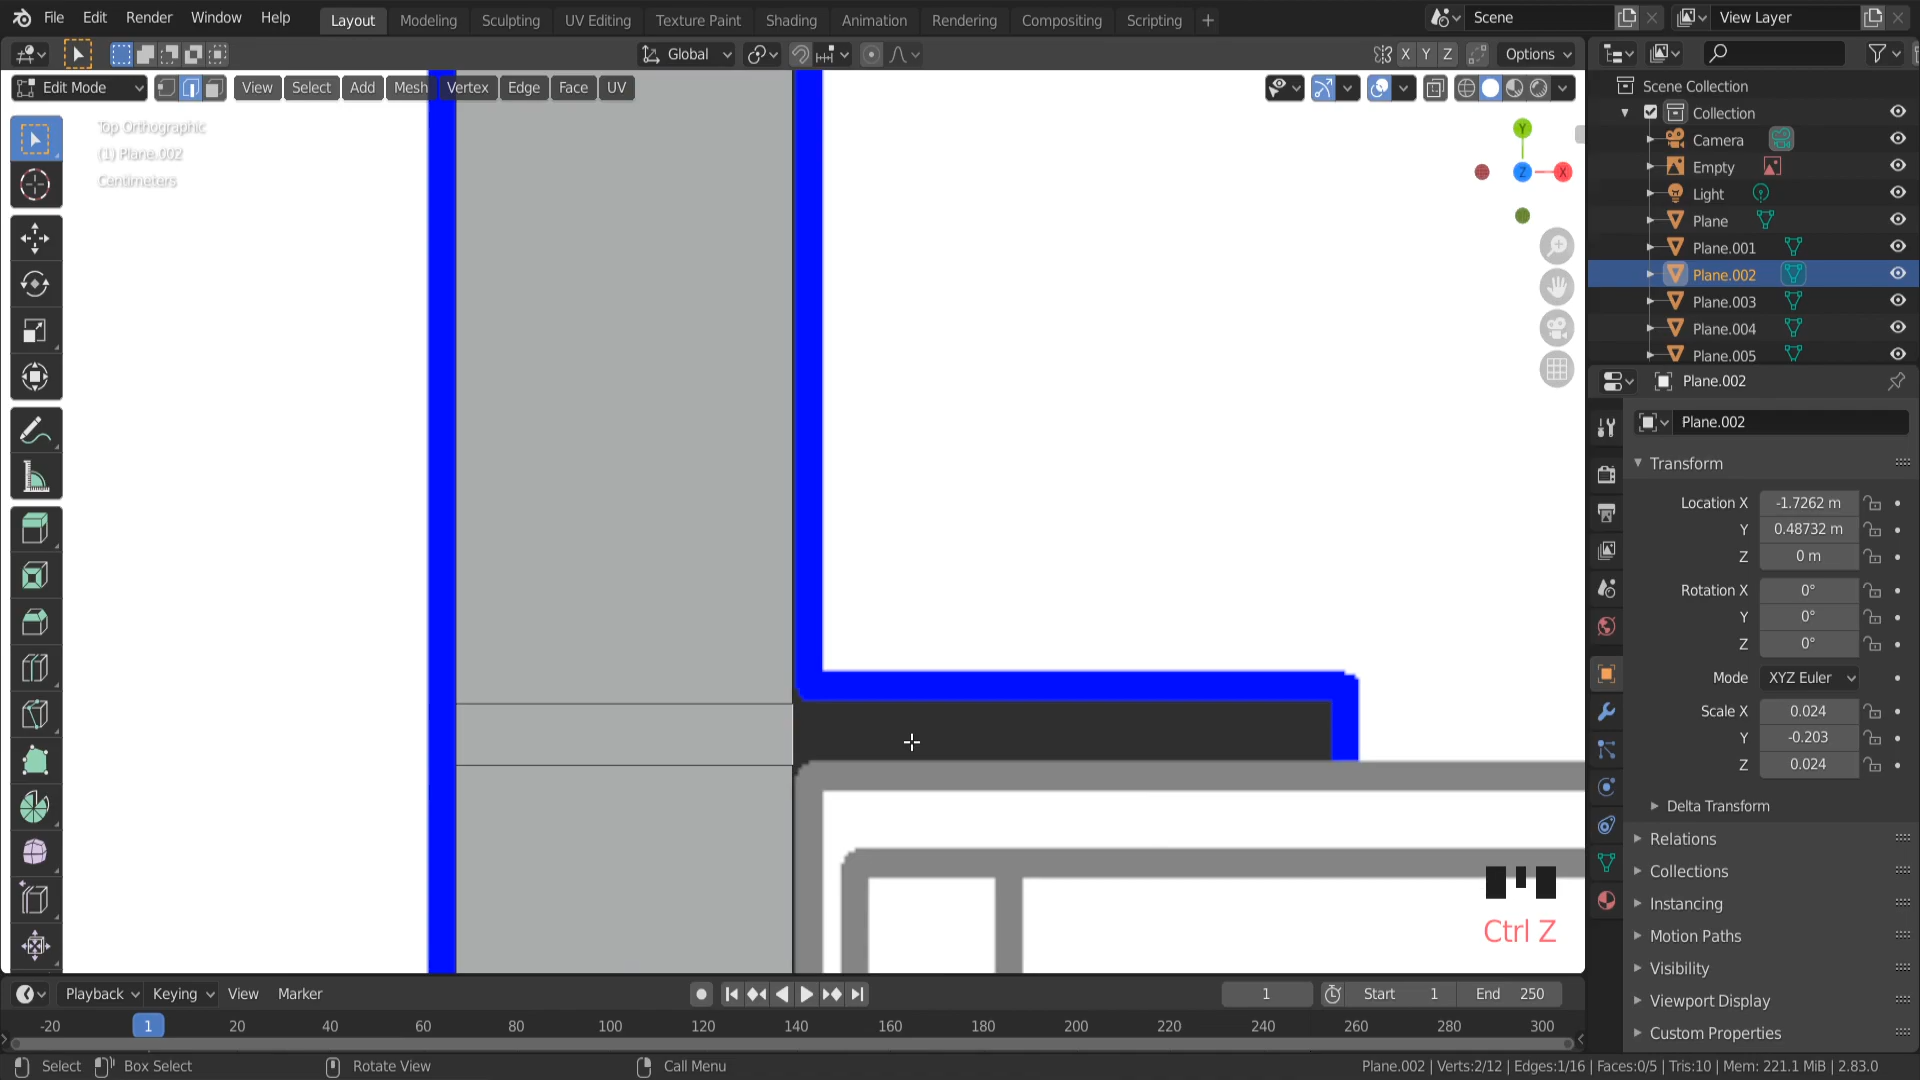 File Edit Render Window Help Layout Modeling Sculpting UV Editing Texture Paint Shading Animation Rendering Compositing Scripting + Scene View Layer
Global X Y Z Options
Edit Mode View Select Add Mesh Vertex Edge Face UV
Top Orthographic
(1) Plane.002
Centimeters
Y
Z X
Scene Collection
Collection
Camera
Empty
Light
Plane
Plane.001
Plane.002
Plane.003
Plane.004
Plane.005
Plane.002
Plane.002
Transform
Location X -1.7262 m
Y 0.48732 m
Z 0 m
Rotation X 0°
Y 0°
Z 0°
Mode XYZ Euler
Scale X 0.024
Y -0.203
Z 0.024
Delta Transform
Relations
Collections
Instancing
Motion Paths
Visibility
Viewport Display
Custom Properties
Ctrl Z
Playback Keying View Marker 1 Start 1 End 250
-20 1 20 40 60 80 100 120 140 160 180 200 220 240 260 280 300
Select Box Select Rotate View Call Menu Plane.002 | Verts:2/12 | Edges:1/16 | Faces:0/5 | Tris:10 | Mem: 221.1 MiB | 2.83.0